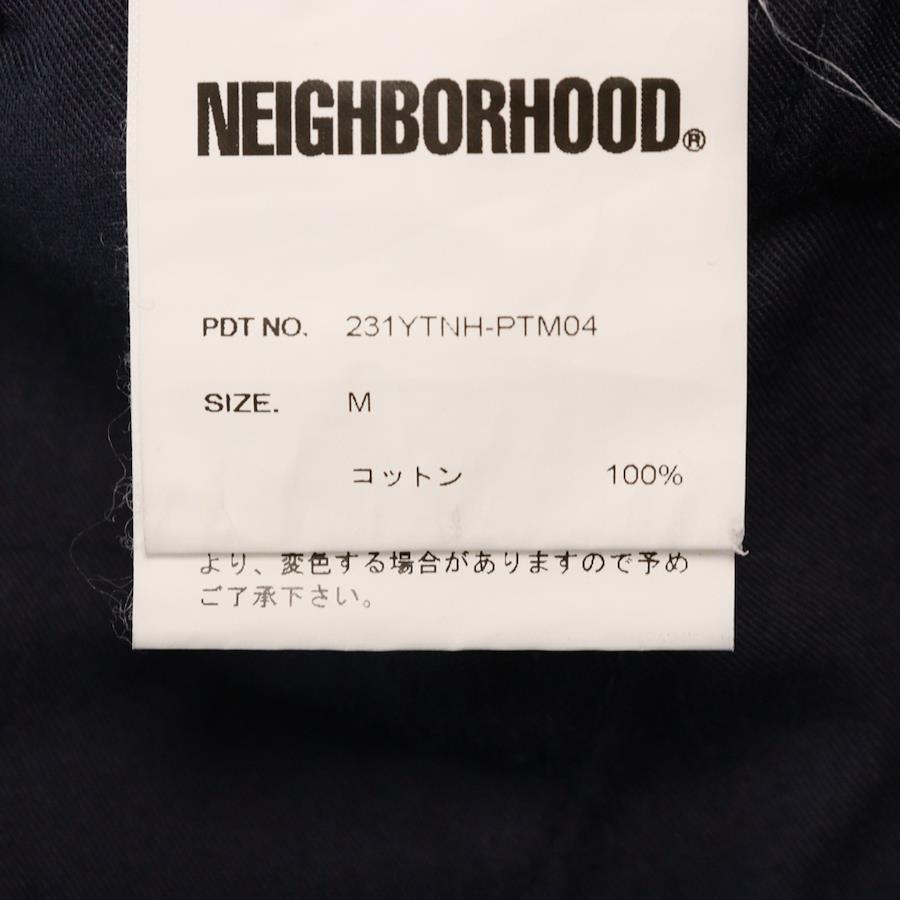 NEIGHBORHOOD®
PDT NO. 231YTNH-PTM04
SIZE. M
コットン 100%
より、変色する場合がありますので予め
ご了承下さい。